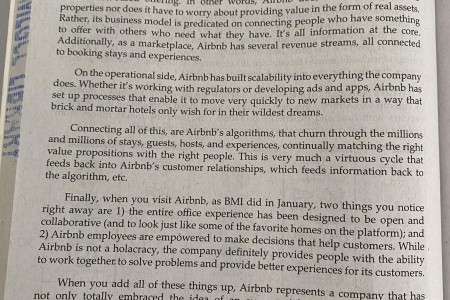 offering. In other words, Airbnb
properties nor does it have to worry about providing value in the form of real assets.
Rather, its business model is predicated on connecting people who have something
to offer with others who need what they have. It's all information at the core.
Additionally, as a marketplace, Airbnb has several revenue streams, all connected
to booking stays and experiences.
On the operational side, Airbnb has built scalability into everything the company
does. Whether it's working with regulators or developing ads and apps, Airbnb has
set up processes that enable it to move very quickly to new markets in a way that
brick and mortar hotels only wish for in their wildest dreams.
Connecting all of this, are Airbnb's algorithms, that churn through the millions
and millions of stays, guests, hosts, and experiences, continually matching the right
value propositions with the right people. This is very much a virtuous cycle that
feeds back into Airbnb's customer relationships, which feeds information back to
the algorithm, etc.
Finally, when you visit Airbnb, as BMI did in January, two things you notice
right away are 1) the entire office experience has been designed to be open and
collaborative (and to look just like some of the favorite homes on the platform); and
2) Airbnb employees are empowered to make decisions that help customers. While
Airbnb is not a holacracy, the company definitely provides people with the ability
to work together to solve problems and provide better experiences for its customers.
When you add all of these things up, Airbnb represents a company that has
not only totally embraced the idea of an